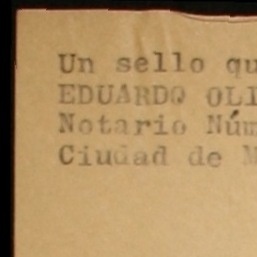 Un sello qu
EDUARDO OLI
Notario Núm
Ciudad de M